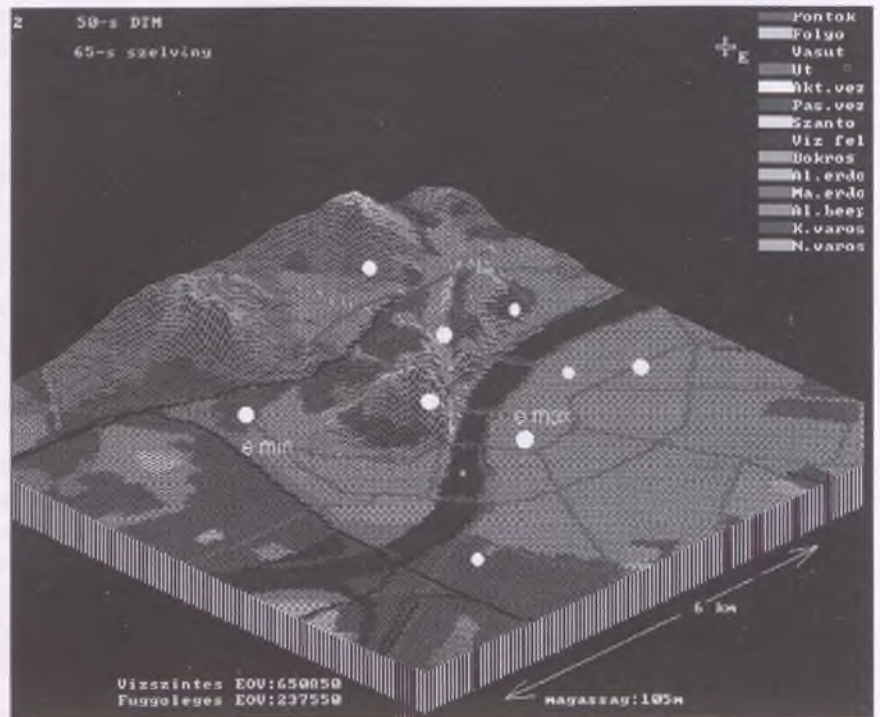 2
50-s DTM
65-s szelvíny
E
Pontok
Folyo
Vasut
Ut
Akt.vez
Pas.vez
Szanto
Viz fel
Bokros
Al.erdo
Ma.erdo
Al.beep
K.varos
N.varos
e max
e min
6 km
Vizszintes EOV:650850
Fuggoleges EOV:237550
magassag:105m